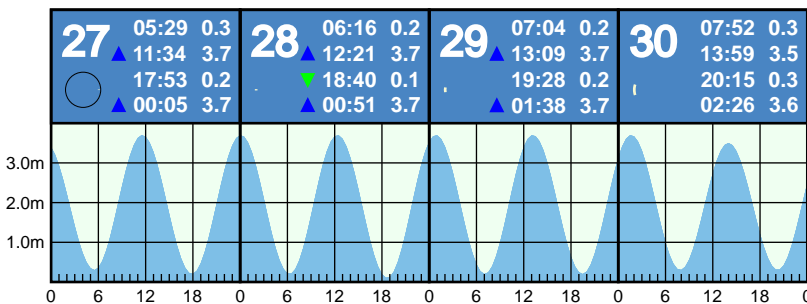 27 05:29 0.3
▲ 11:34 3.7
17:53 0.2
▲ 00:05 3.7
28 06:16 0.2
▲ 12:21 3.7
▼ 18:40 0.1
▲ 00:51 3.7
29 07:04 0.2
▲ 13:09 3.7
19:28 0.2
▲ 01:38 3.7
30 07:52 0.3
13:59 3.5
20:15 0.3
02:26 3.6
3.0m
2.0m
1.0m
0 6 12 18 0 6 12 18 0 6 12 18 0 6 12 18 0